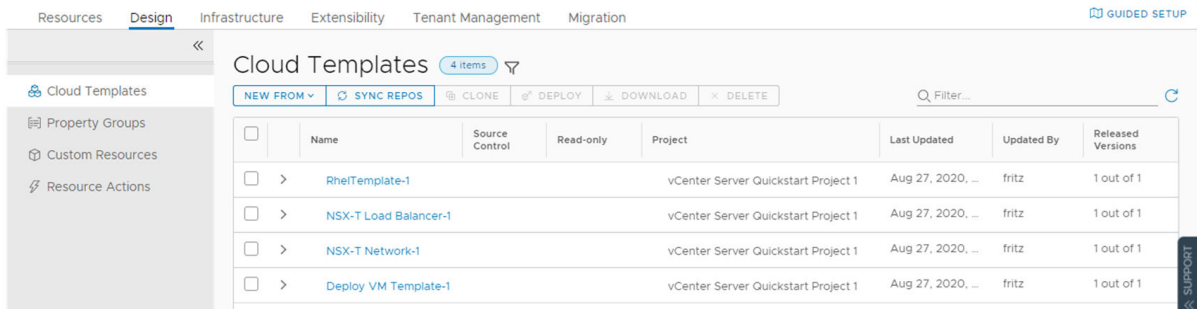 Resources Design Infrastructure Extensibility Tenant Management Migration GUIDED SETUP
Cloud Templates 4 items
Cloud Templates
Property Groups
Custom Resources
Resource Actions
NEW FROM SYNC REPOS CLONE DEPLOY DOWNLOAD DELETE Filter...
Name Source Control Read-only Project Last Updated Updated By Released Versions
RhelTemplate-1 vCenter Server Quickstart Project 1 Aug 27, 2020, ... fritz 1 out of 1
NSX-T Load Balancer-1 vCenter Server Quickstart Project 1 Aug 27, 2020, ... fritz 1 out of 1
NSX-T Network-1 vCenter Server Quickstart Project 1 Aug 27, 2020, ... fritz 1 out of 1
Deploy VM Template-1 vCenter Server Quickstart Project 1 Aug 27, 2020, ... fritz 1 out of 1
SUPPORT